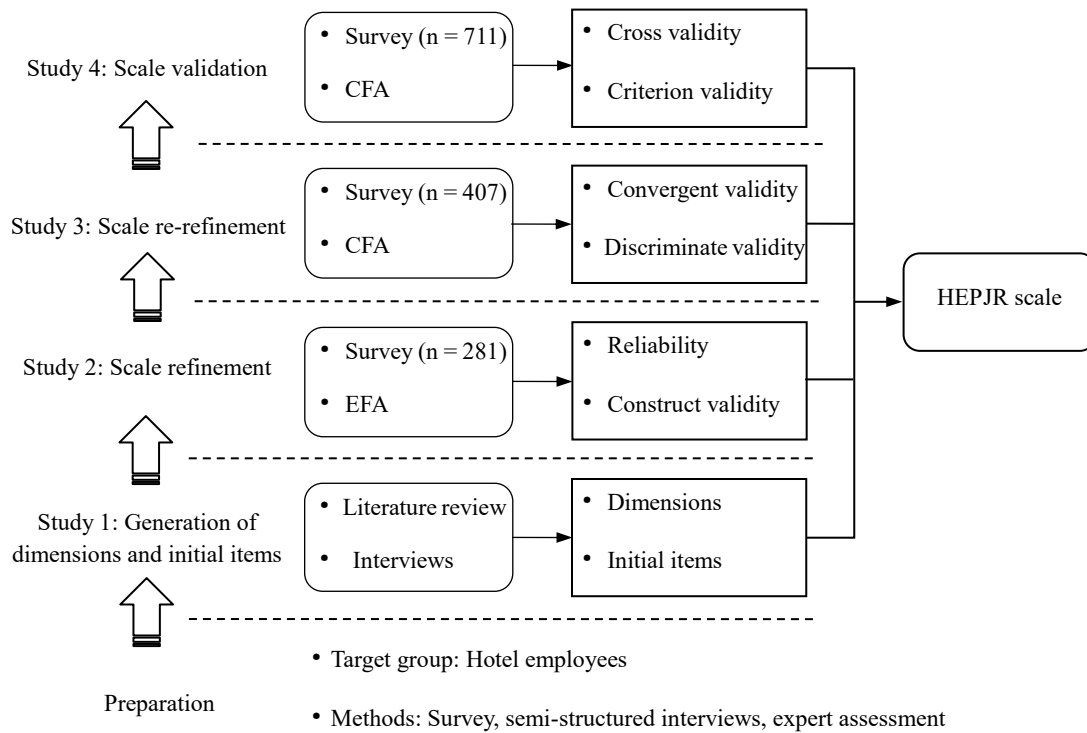 Study 4: Scale validation
• Survey (n = 711)
• CFA
• Cross validity
• Criterion validity
Study 3: Scale re-refinement
• Survey (n = 407)
• CFA
• Convergent validity
• Discriminate validity
HEPJR scale
Study 2: Scale refinement
• Survey (n = 281)
• EFA
• Reliability
• Construct validity
Study 1: Generation of
dimensions and initial items
• Literature review
• Interviews
• Dimensions
• Initial items
Preparation
• Target group: Hotel employees
• Methods: Survey, semi-structured interviews, expert assessment